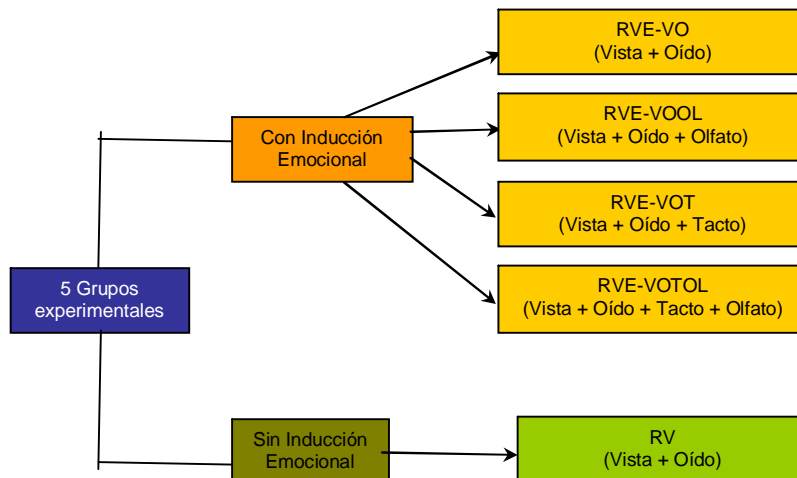 RVE-VO
(Vista + Oído)
Con Inducción
Emocional
RVE-VOOL
(Vista + Oído + Olfato)
RVE-VOT
(Vista + Oído + Tacto)
5 Grupos
experimentales
RVE-VOTOL
(Vista + Oído + Tacto + Olfato)
Sin Inducción
Emocional
RV
(Vista + Oído)